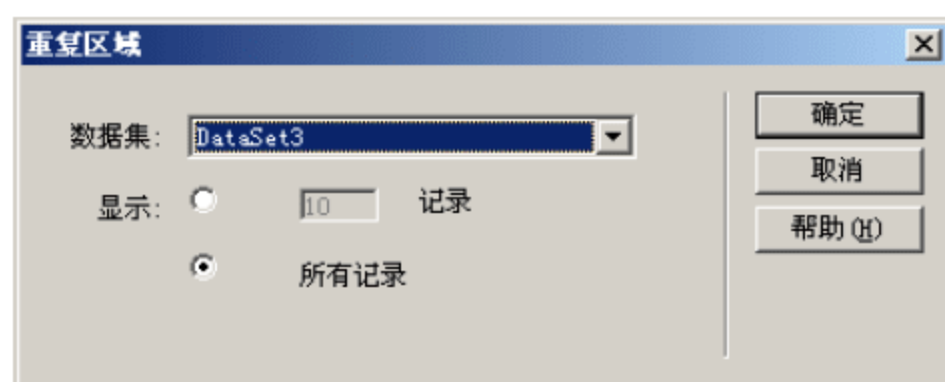 重复区域
数据集: DataSet3
显示: 10 记录
所有记录
确定
取消
帮助(H)